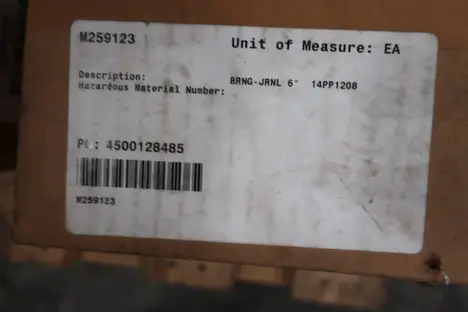 M259123 Unit of Measure: EA
Description: BRNG-JRNL 6" 14PP1208
Hazardous Material Number:
PO: 4500128485
M259123